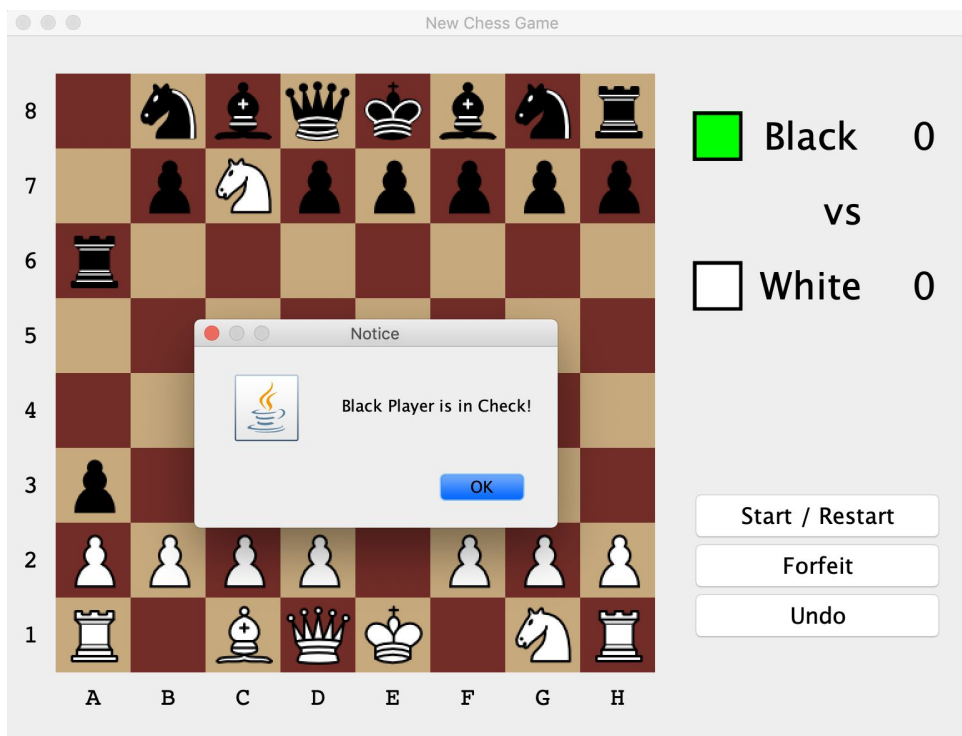 New Chess Game
8
7
6
5
4
3
2
1
A B C D E F G H
Black 0
vs
White 0
Notice
Black Player is in Check!
OK
Start / Restart
Forfeit
Undo